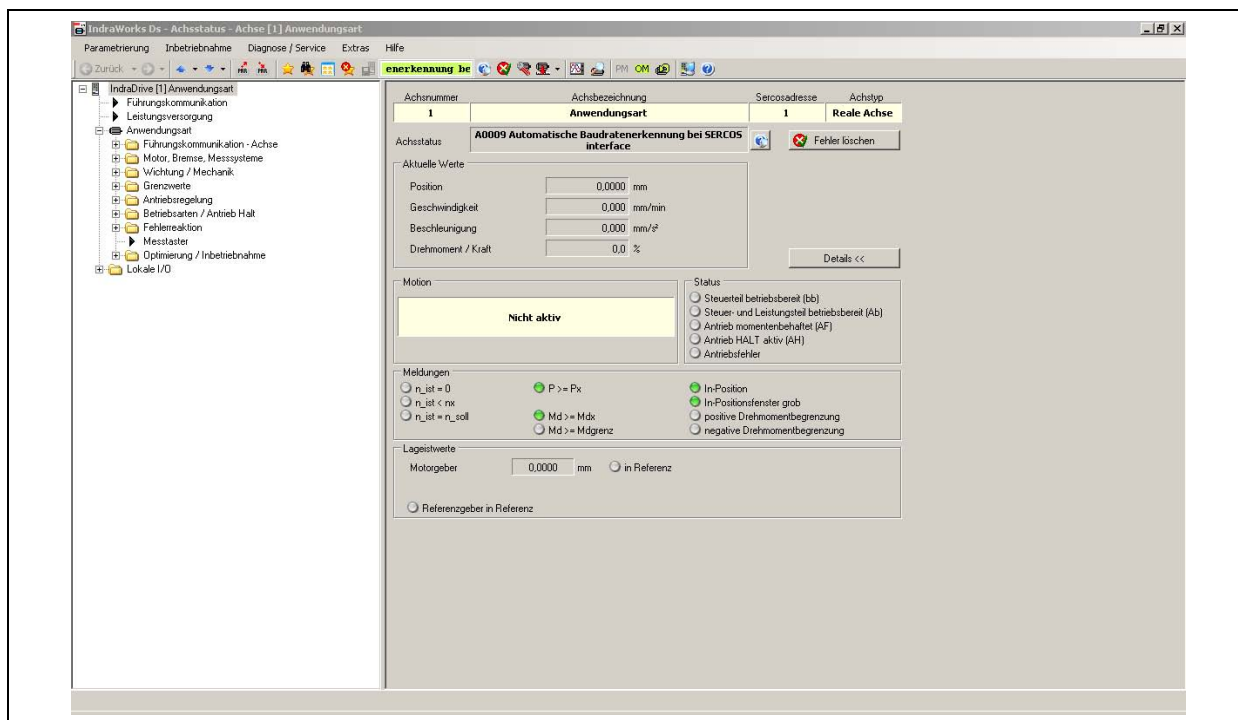 IndraWorks Ds - Achsstatus - Achse [1] Anwendungsart
Parametrierung Inbetriebnahme Diagnose / Service Extras Hilfe
Zurück enerkennung be PM OM
IndraDrive [1] Anwendungsart
Führungskommunikation
Leistungsversorgung
Anwendungsart
Führungskommunikation - Achse
Motor, Bremse, Messsysteme
Wichtung / Mechanik
Grenzwerte
Antriebsregelung
Betriebsarten / Antrieb Halt
Fehlerreaktion
Messtaster
Optimierung / Inbetriebnahme
Lokale I/O
Achsnummer Achsbezeichnung Sercosadresse Achstyp
1 Anwendungsart 1 Reale Achse
Achsstatus A0009 Automatische Baudratenerkennung bei SERCOS
interface
Fehler löschen
Aktuelle Werte
Position 0,0000 mm
Geschwindigkeit 0,000 mm/min
Beschleunigung 0,000 mm/s²
Drehmoment / Kraft 0,0 %
Details <<
Motion
Nicht aktiv
Status
Steuerteil betriebsbereit (bb)
Steuer- und Leistungsteil betriebsbereit (Ab)
Antrieb momentenbehaftet (AF)
Antrieb HALT aktiv (AH)
Antriebsfehler
Meldungen
n_ist = 0 P >= Px In-Position
n_ist < nx In-Positionsfenster grob
n_ist = n_soll Md >= Mdx positive Drehmomentbegrenzung
Md >= Mdgrenz negative Drehmomentbegrenzung
Lageistwerte
Motorgeber 0,0000 mm in Referenz
Referenzgeber in Referenz